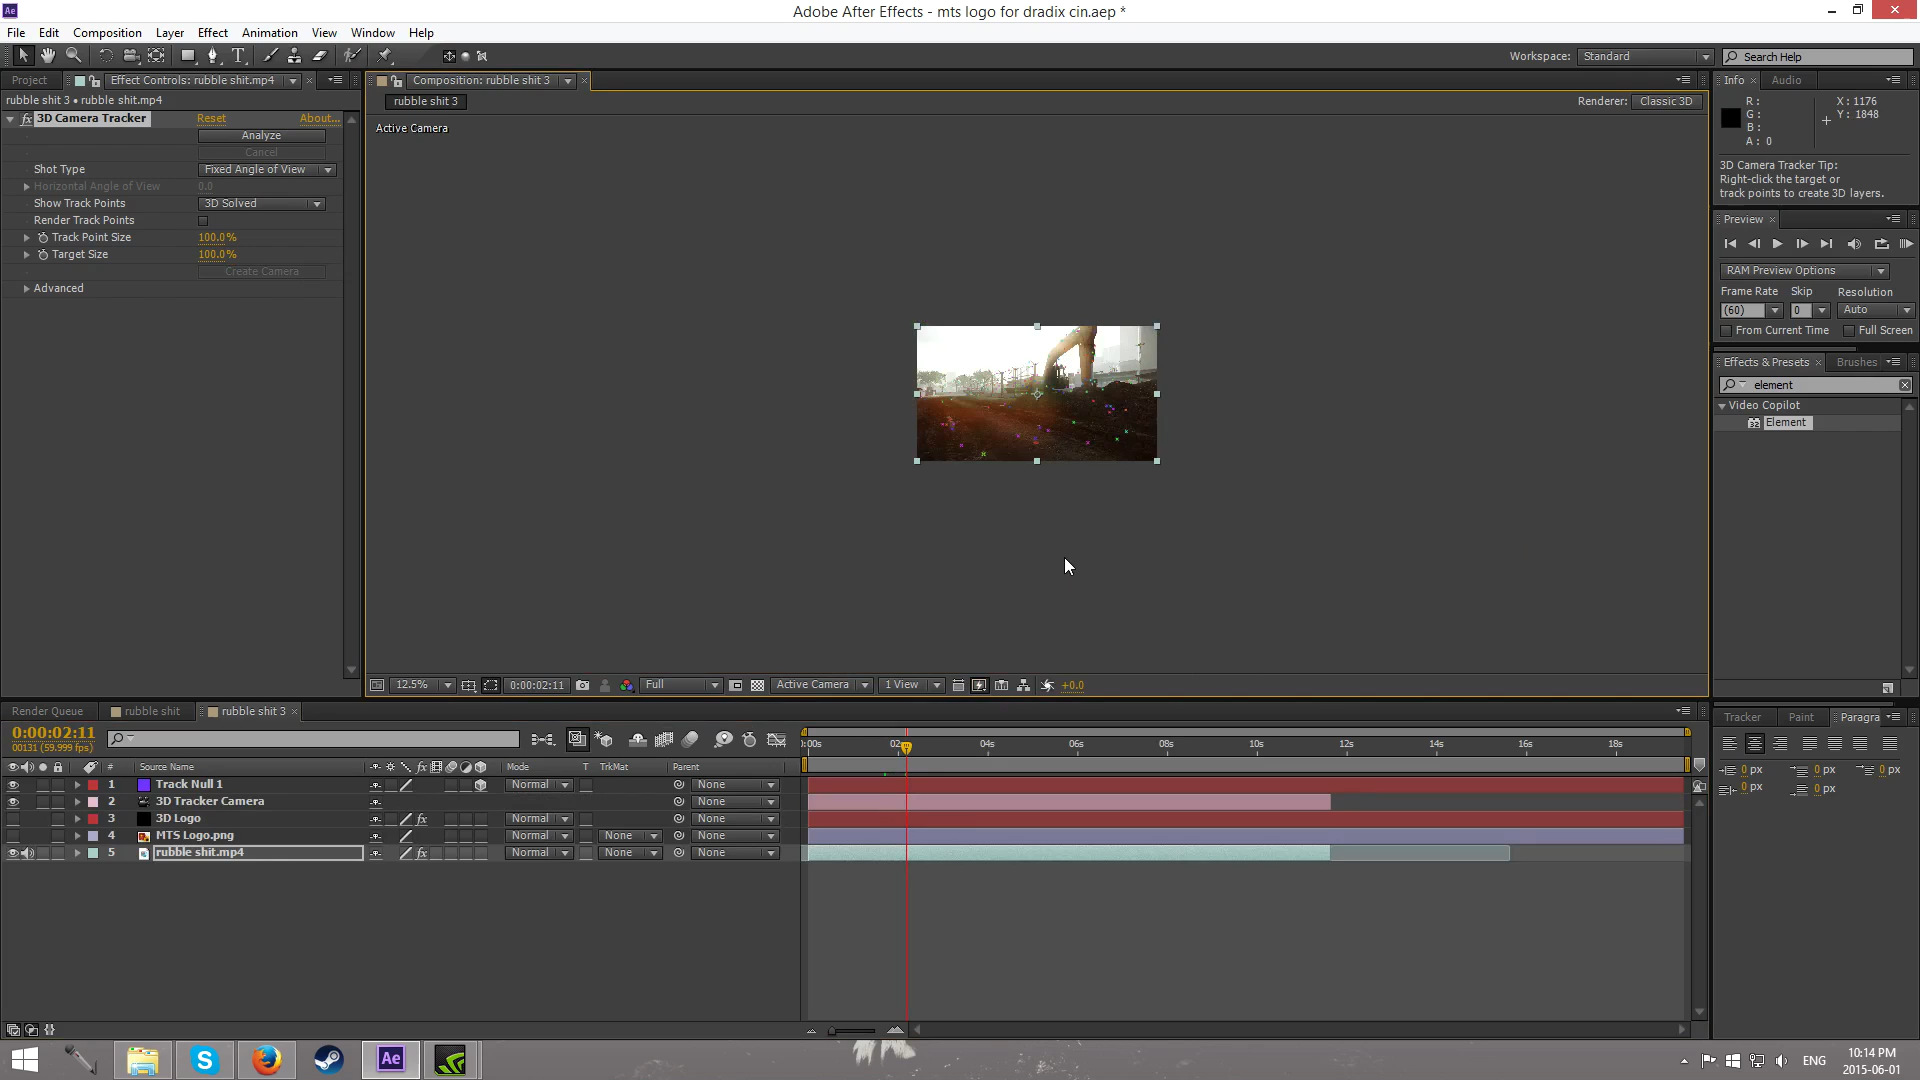 Adobe After Effects - mts logo for dradix cin.aep *
File Edit Composition Layer Effect Animation View Window Help
Workspace: Standard
Search Help
Project Effect Controls: rubble shit.mp4
rubble shit 3 • rubble shit.mp4
fx 3D Camera Tracker Reset About...
Analyze
Cancel
Shot Type Fixed Angle of View
Horizontal Angle of View 0.0
Show Track Points 3D Solved
Render Track Points
Track Point Size 100.0%
Target Size 100.0%
Create Camera
Advanced
Composition: rubble shit 3
rubble shit 3
Renderer: Classic 3D
Active Camera
12.5% 0:00:02:11 Full Active Camera 1 View +0.0
Info Audio
R: X: 1176
G: Y: 1848
B:
A: 0
3D Camera Tracker Tip:
Right-click the target or
track points to create 3D layers.
Preview
RAM Preview Options
Frame Rate Skip Resolution
(60) 0 Auto
From Current Time Full Screen
Effects & Presets Brushes
element
Video Copilot
Element
Render Queue rubble shit rubble shit 3
0:00:02:11
00131 (59.999 fps)
# Source Name Mode T TrkMat Parent
1 Track Null 1 Normal None
2 3D Tracker Camera None
3 3D Logo fx Normal None
4 MTS Logo.png Normal None None
5 rubble shit.mp4 fx Normal None None
:00s 02s 04s 06s 08s 10s 12s 14s 16s 18s
Tracker Paint Paragra
0 px 0 px 0 px
0 px 0 px
Ae
ENG
10:14 PM
2015-06-01